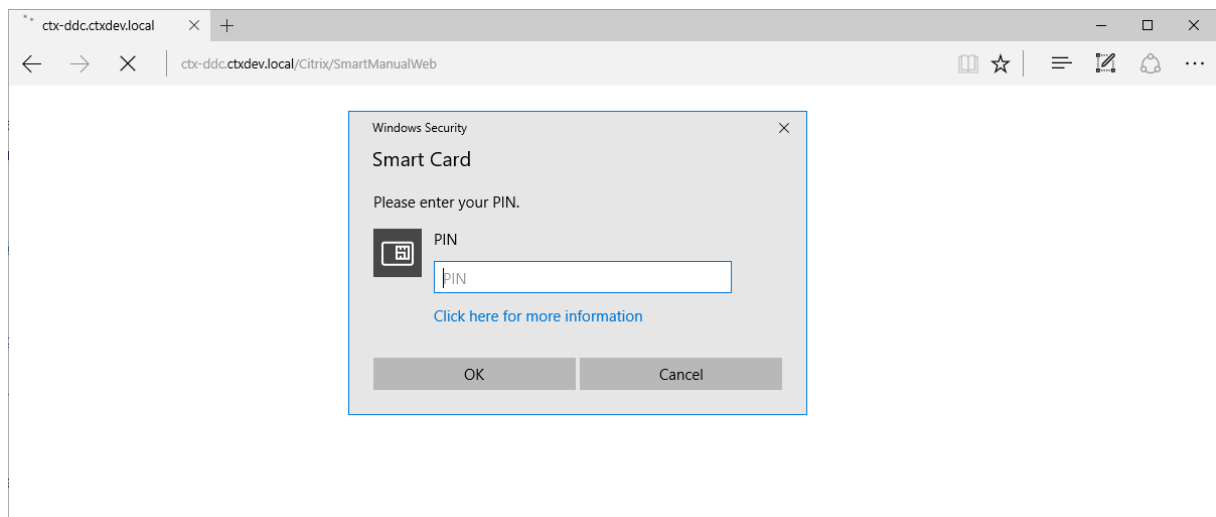 ctx-ddc.ctxdev.local
ctx-ddc.ctxdev.local/Citrix/SmartManualWeb
Windows Security
Smart Card
Please enter your PIN.
PIN
PIN
Click here for more information
OK Cancel